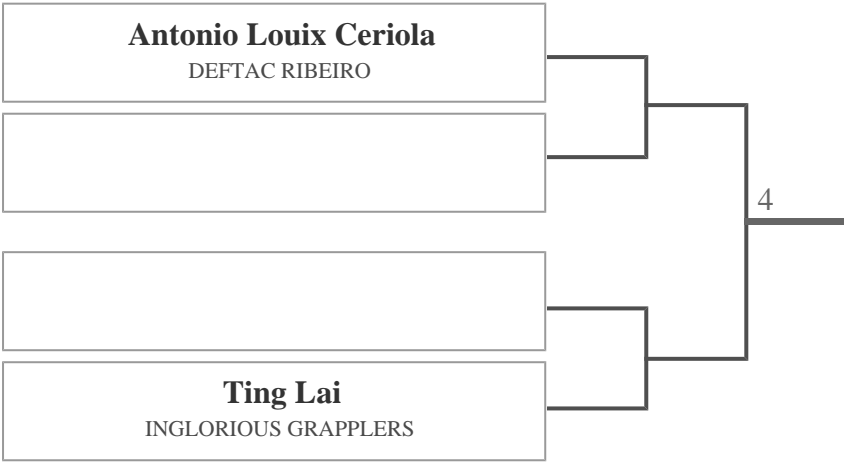 Antonio Louix Ceriola
DEFTAC RIBEIRO
4
Ting Lai
INGLORIOUS GRAPPLERS